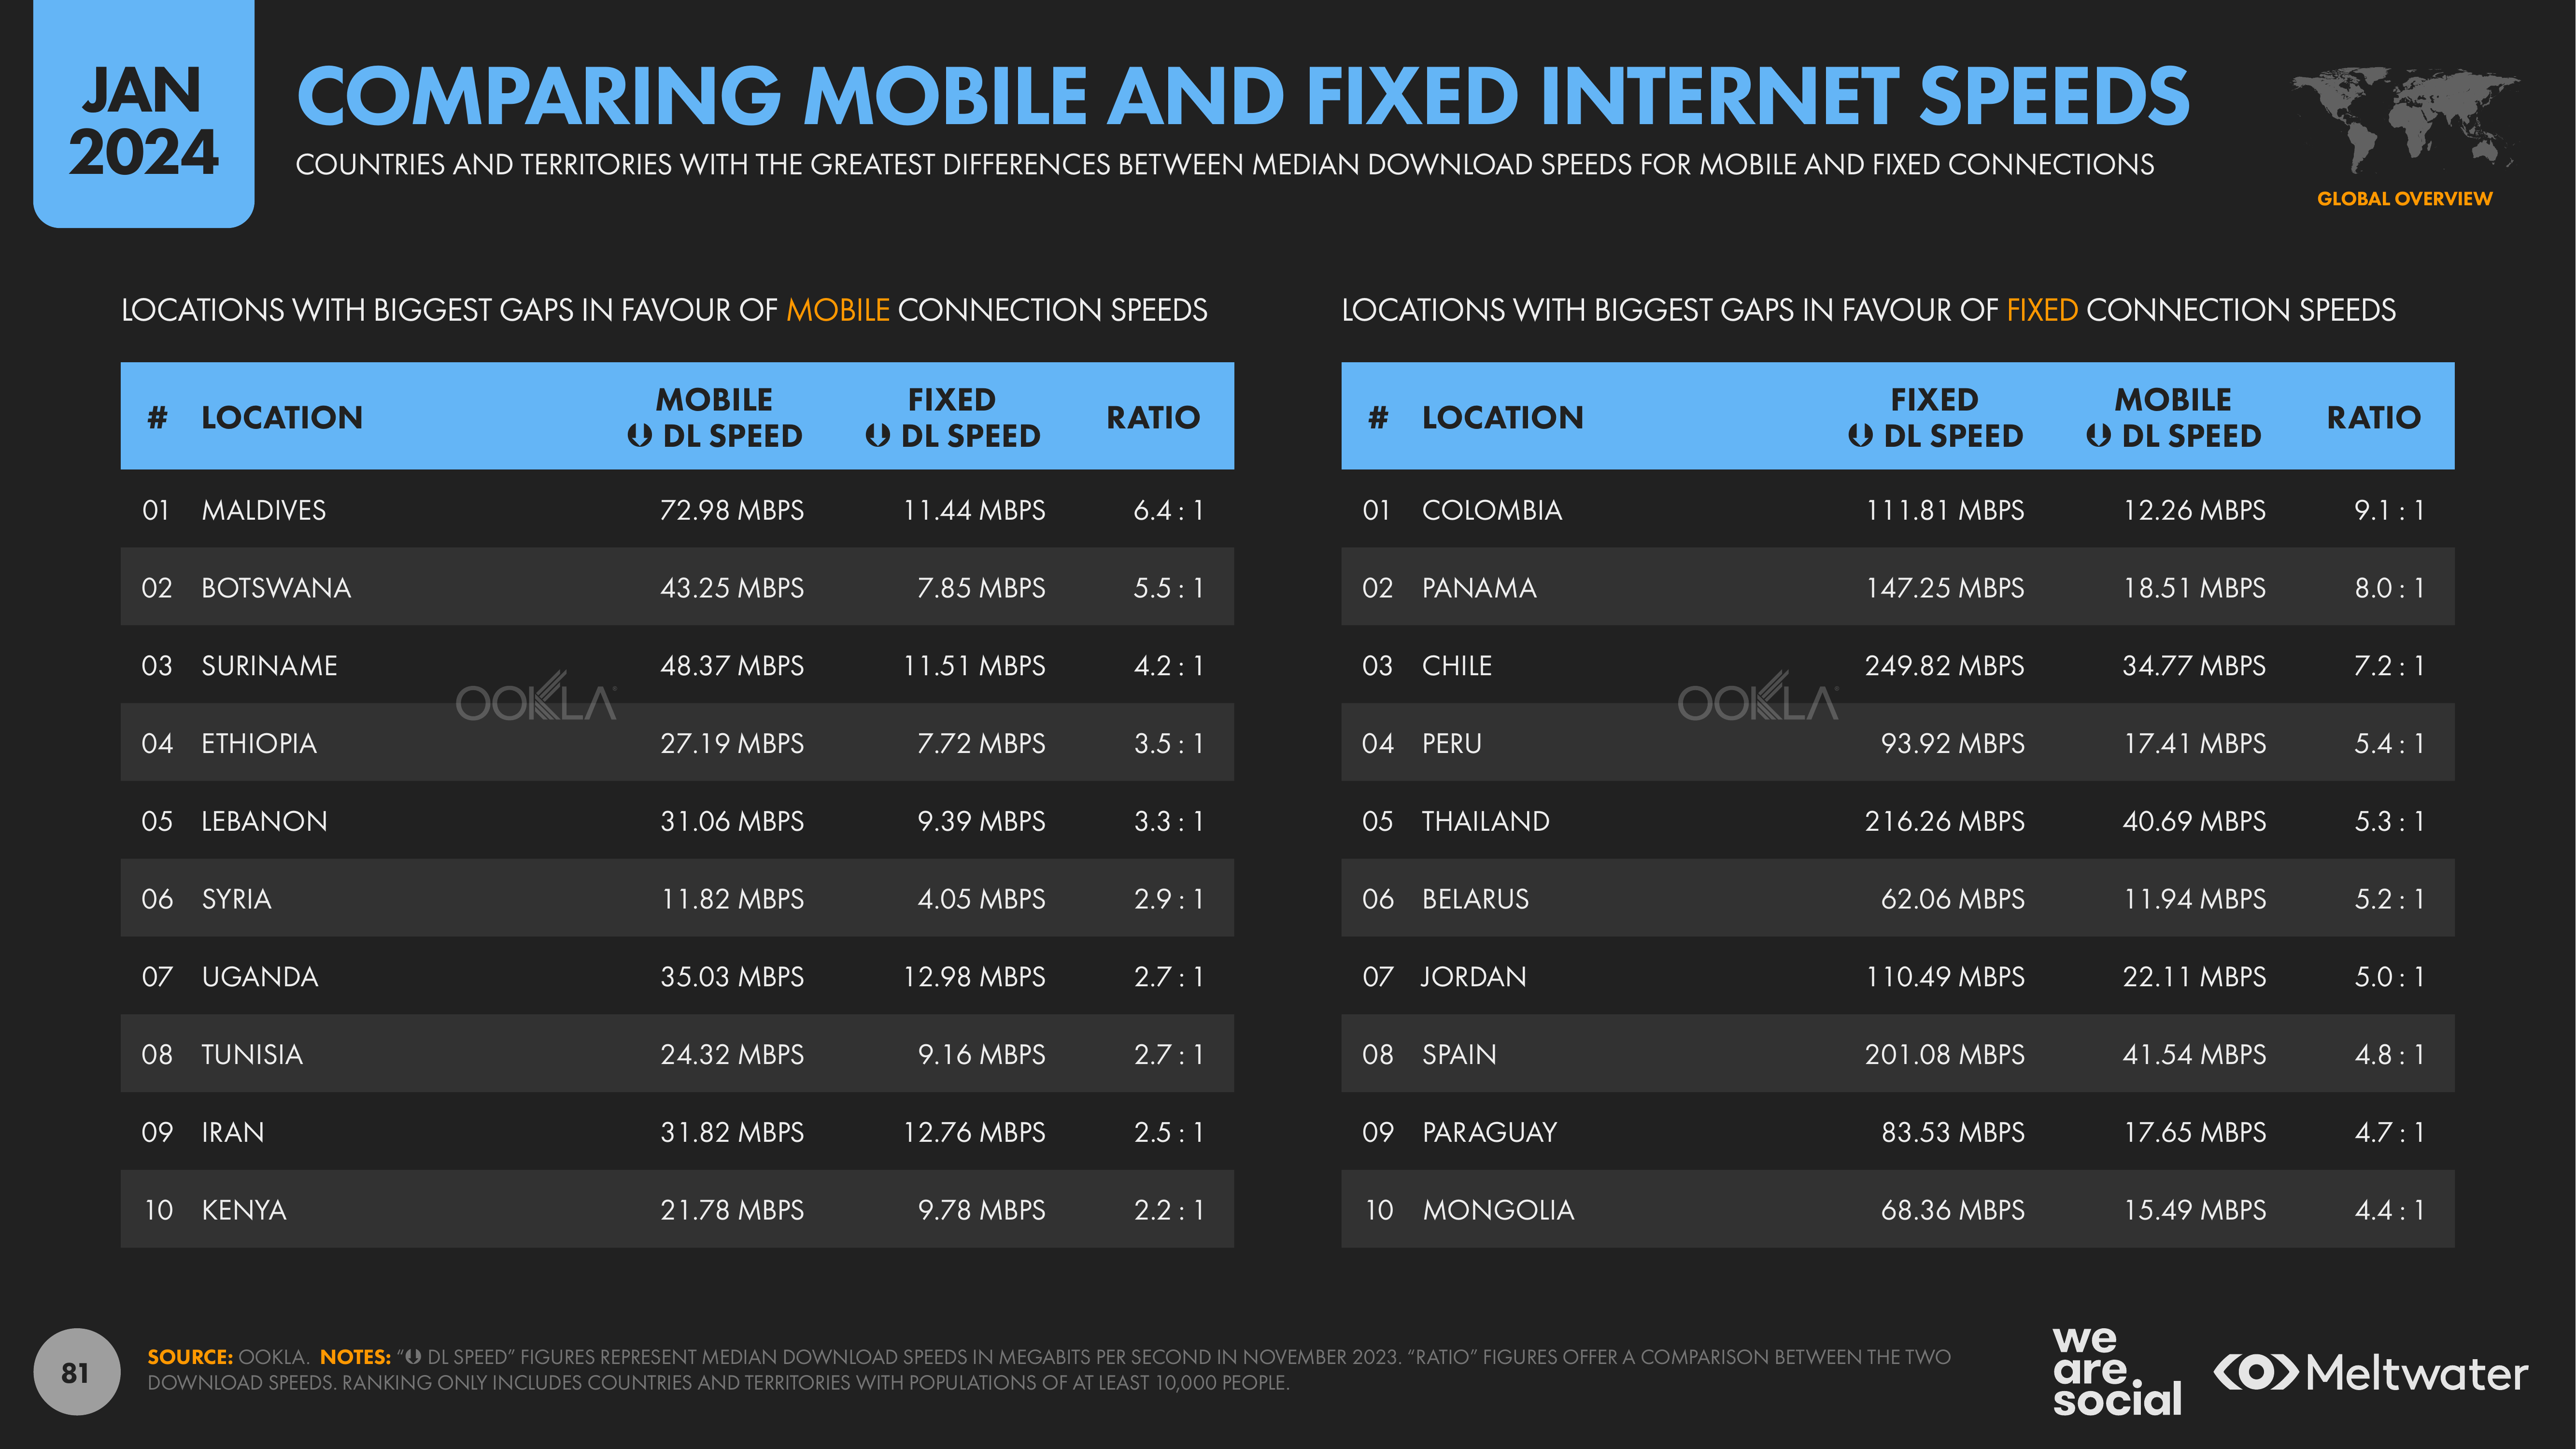 JAN
2024
COMPARING MOBILE AND FIXED INTERNET SPEEDS
COUNTRIES AND TERRITORIES WITH THE GREATEST DIFFERENCES BETWEEN MEDIAN DOWNLOAD SPEEDS FOR MOBILE AND FIXED CONNECTIONS
GLOBAL OVERVIEW
LOCATIONS WITH BIGGEST GAPS IN FAVOUR OF MOBILE CONNECTION SPEEDS
# LOCATION MOBILE DL SPEED FIXED DL SPEED RATIO
01 MALDIVES 72.98 MBPS 11.44 MBPS 6.4 : 1
02 BOTSWANA 43.25 MBPS 7.85 MBPS 5.5 : 1
03 SURINAME 48.37 MBPS 11.51 MBPS 4.2 : 1
OOKLA
04 ETHIOPIA 27.19 MBPS 7.72 MBPS 3.5 : 1
05 LEBANON 31.06 MBPS 9.39 MBPS 3.3 : 1
06 SYRIA 11.82 MBPS 4.05 MBPS 2.9 : 1
07 UGANDA 35.03 MBPS 12.98 MBPS 2.7 : 1
08 TUNISIA 24.32 MBPS 9.16 MBPS 2.7 : 1
09 IRAN 31.82 MBPS 12.76 MBPS 2.5 : 1
10 KENYA 21.78 MBPS 9.78 MBPS 2.2 : 1
LOCATIONS WITH BIGGEST GAPS IN FAVOUR OF FIXED CONNECTION SPEEDS
# LOCATION FIXED DL SPEED MOBILE DL SPEED RATIO
01 COLOMBIA 111.81 MBPS 12.26 MBPS 9.1 : 1
02 PANAMA 147.25 MBPS 18.51 MBPS 8.0 : 1
03 CHILE 249.82 MBPS 34.77 MBPS 7.2 : 1
OOKLA
04 PERU 93.92 MBPS 17.41 MBPS 5.4 : 1
05 THAILAND 216.26 MBPS 40.69 MBPS 5.3 : 1
06 BELARUS 62.06 MBPS 11.94 MBPS 5.2 : 1
07 JORDAN 110.49 MBPS 22.11 MBPS 5.0 : 1
08 SPAIN 201.08 MBPS 41.54 MBPS 4.8 : 1
09 PARAGUAY 83.53 MBPS 17.65 MBPS 4.7 : 1
10 MONGOLIA 68.36 MBPS 15.49 MBPS 4.4 : 1
81
SOURCE: OOKLA. NOTES: "DL SPEED" FIGURES REPRESENT MEDIAN DOWNLOAD SPEEDS IN MEGABITS PER SECOND IN NOVEMBER 2023. "RATIO" FIGURES OFFER A COMPARISON BETWEEN THE TWO
DOWNLOAD SPEEDS. RANKING ONLY INCLUDES COUNTRIES AND TERRITORIES WITH POPULATIONS OF AT LEAST 10,000 PEOPLE.
we
are
social
Meltwater